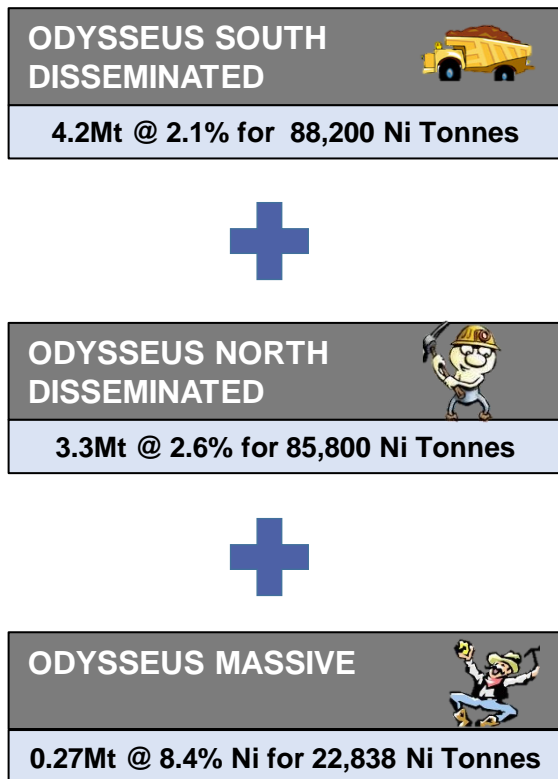 ODYSSEUS SOUTH
DISSEMINATED
4.2Mt @ 2.1% for 88,200 Ni Tonnes
ODYSSEUS NORTH
DISSEMINATED
3.3Mt @ 2.6% for 85,800 Ni Tonnes
ODYSSEUS MASSIVE
0.27Mt @ 8.4% Ni for 22,838 Ni Tonnes